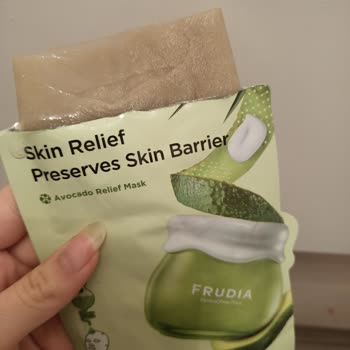 Skin Relief
Preserves Skin Barrier
Avocado Relief Mask
FRUDIA